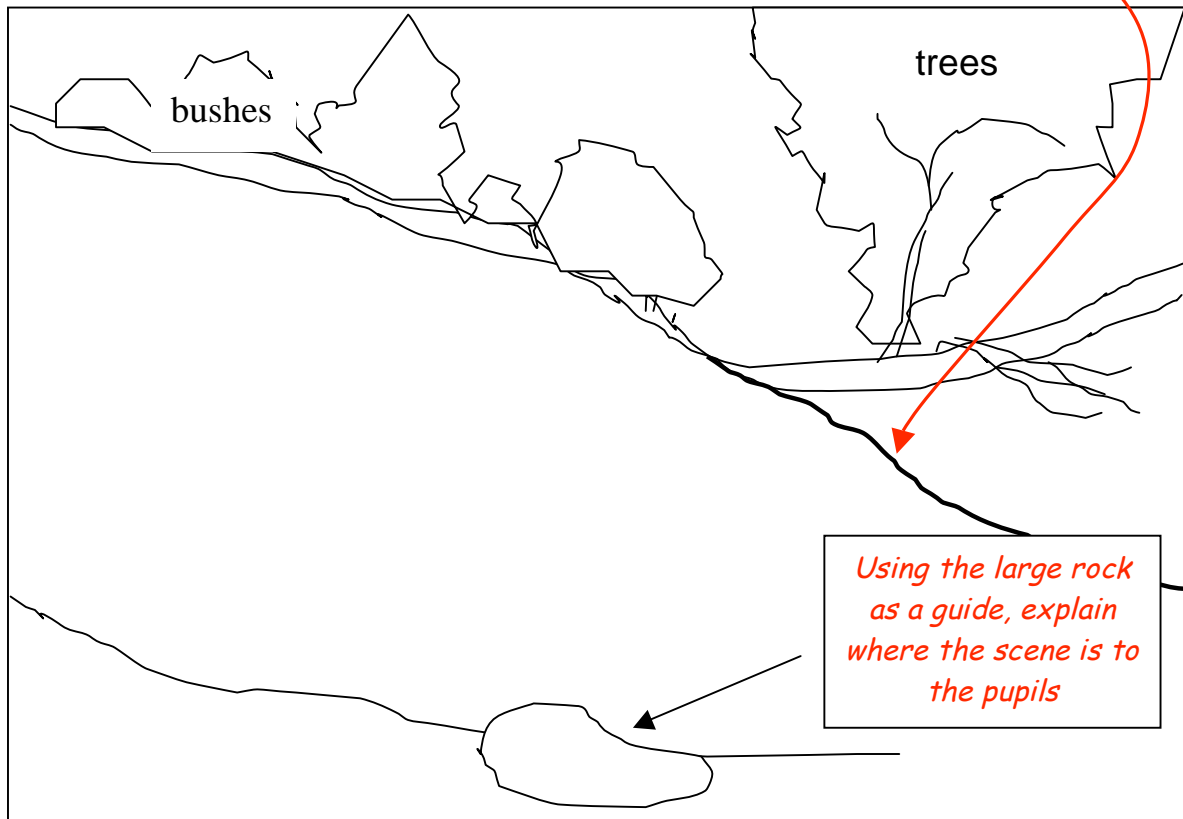 trees
bushes
Using the large rock
as a guide, explain
where the scene is to
the pupils